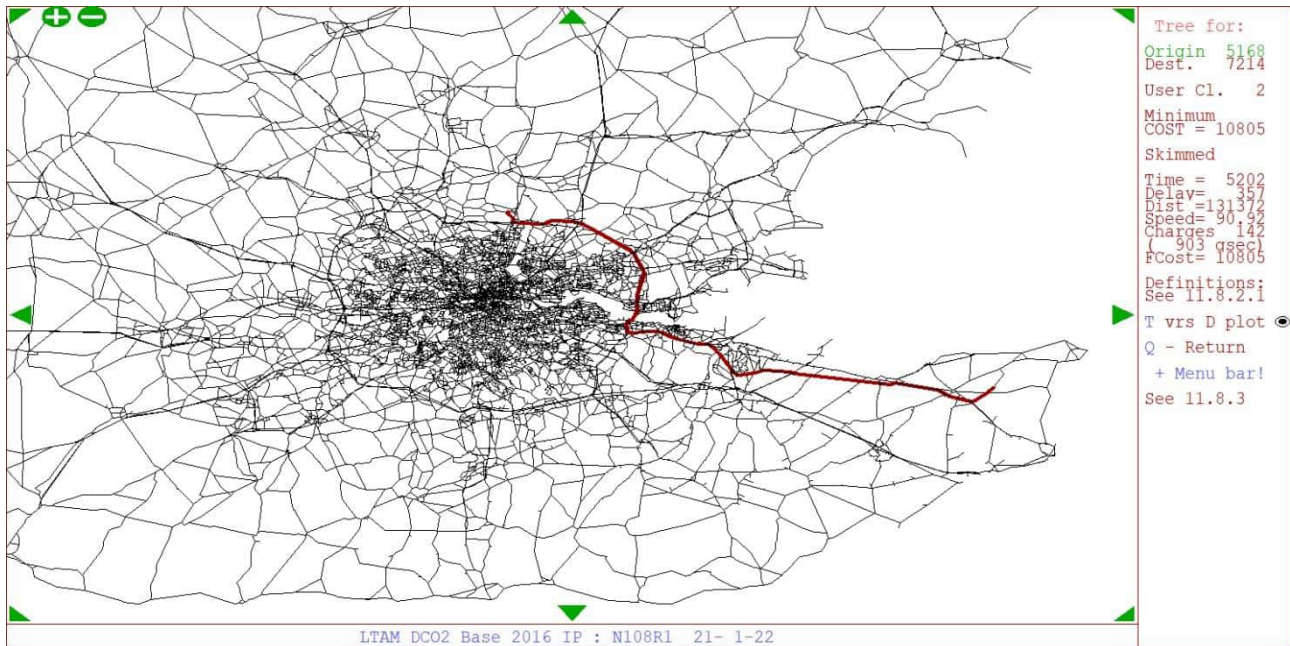 Tree for:
Origin 5168
Dest. 7214
User Cl. 2
Minimum
COST = 10805
Skimmed
Time = 5202
Delay= 357
Dist =131372
Speed= 90.92
Charges 142
( 903 gsec)
FCost= 10805
Definitions:
See 11.8.2.1
T vrs D plot
Q - Return
+ Menu bar!
See 11.8.3
LTAM DCO2 Base 2016 IP : N108R1 21- 1-22